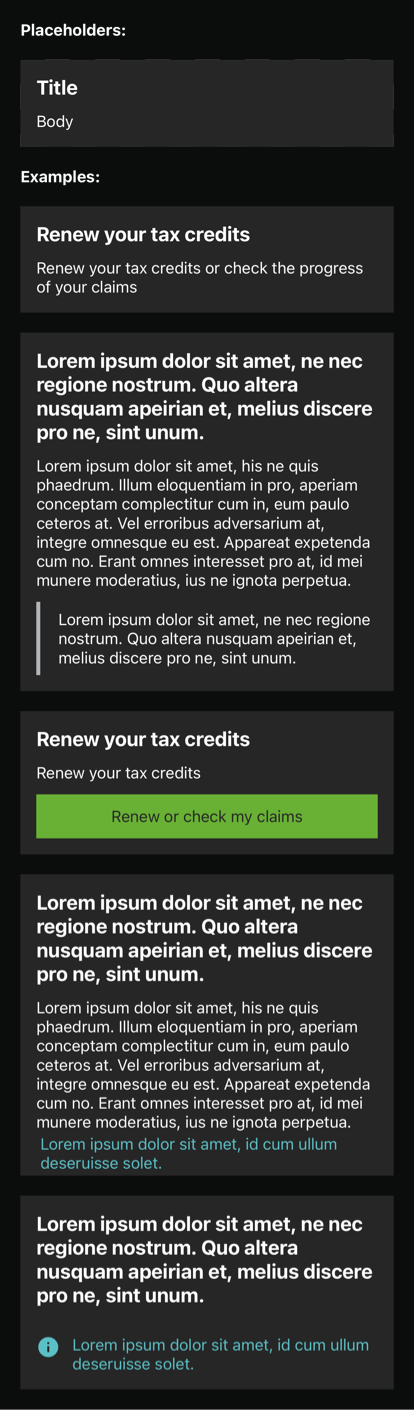 Placeholders:
Title
Body
Examples:
Renew your tax credits
Renew your tax credits or check the progress
of your claims
Lorem ipsum dolor sit amet, ne nec
regione nostrum. Quo altera
nusquam apeirian et, melius discere
pro ne, sint unum.
Lorem ipsum dolor sit amet, his ne quis
phaedrum. Illum eloquentiam in pro, aperiam
conceptam complectitur cum in, eum paulo
ceteros at. Vel erroribus adversarium at,
integre omnesque eu est. Appareat expetenda
cum no. Erant omnes interesset pro at, id mei
munere moderatius, ius ne ignota perpetua.
Lorem ipsum dolor sit amet, ne nec regione
nostrum. Quo altera nusquam apeirian et,
melius discere pro ne, sint unum.
Renew your tax credits
Renew your tax credits
Renew or check my claims
Lorem ipsum dolor sit amet, ne nec
regione nostrum. Quo altera
nusquam apeirian et, melius discere
pro ne, sint unum.
Lorem ipsum dolor sit amet, his ne quis
phaedrum. Illum eloquentiam in pro, aperiam
conceptam complectitur cum in, eum paulo
ceteros at. Vel erroribus adversarium at,
integre omnesque eu est. Appareat expetenda
cum no. Erant omnes interesset pro at, id mei
munere moderatius, ius ne ignota perpetua.
Lorem ipsum dolor sit amet, id cum ullum
deseruisse solet.
Lorem ipsum dolor sit amet, ne nec
regione nostrum. Quo altera
nusquam apeirian et, melius discere
pro ne, sint unum.
Lorem ipsum dolor sit amet, id cum ullum
deseruisse solet.